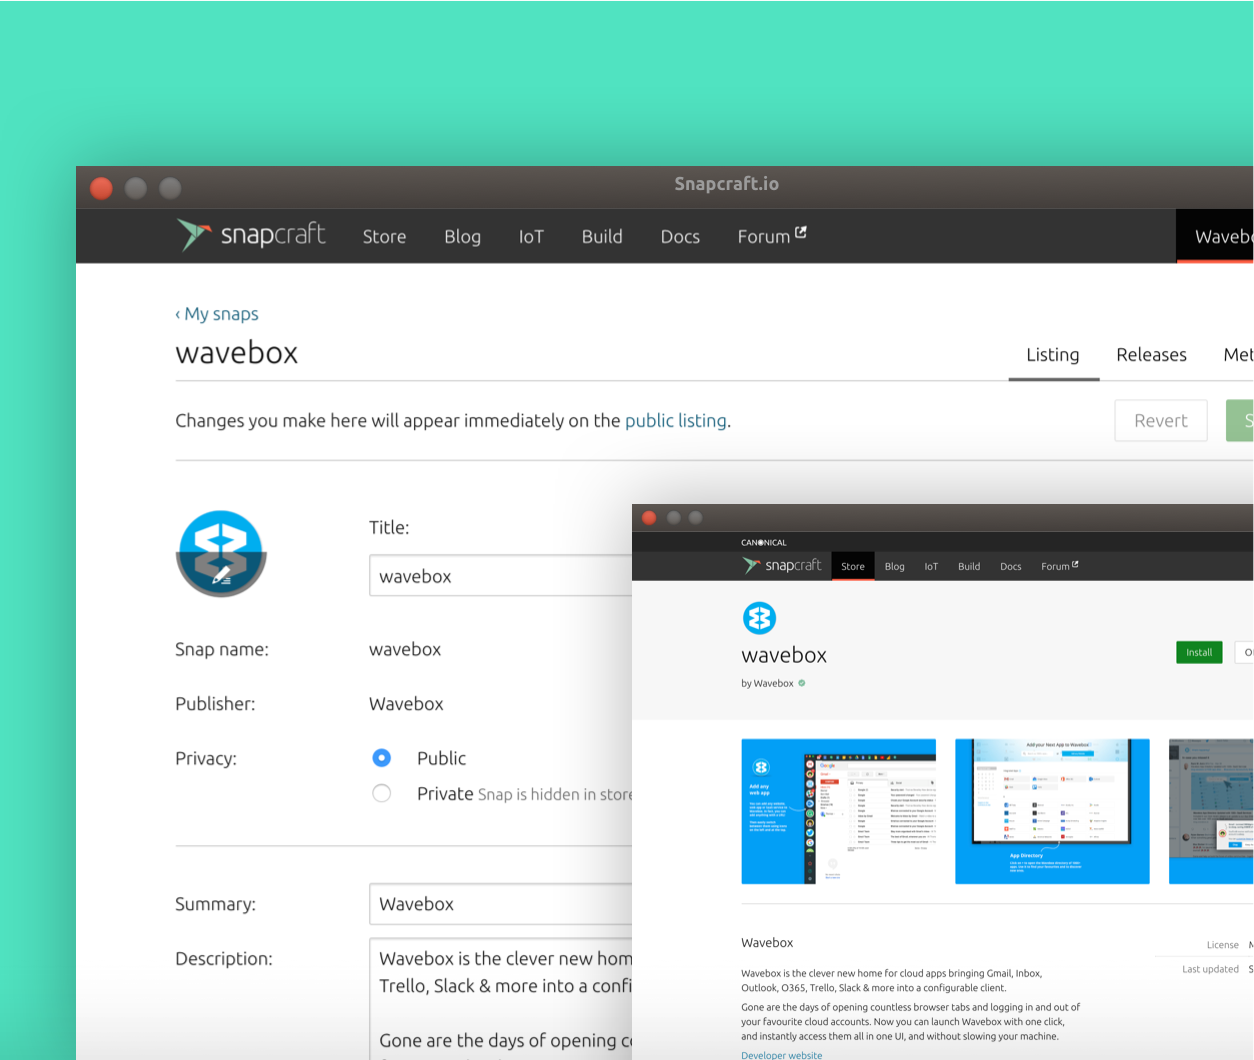 Snapcraft.io
snapcraft Store Blog IoT Build Docs Forum
‹ My snaps
wavebox
Listing Releases
Changes you make here will appear immediately on the public listing.
Revert
Title:
wavebox
Snap name: wavebox
Publisher: Wavebox
Privacy: Public
Private Snap is hidden in store
Summary: Wavebox
Description: Wavebox is the clever new hom
Trello, Slack & more into a confi
Gone are the days of opening c
CANONICAL
snapcraft Store Blog IoT Build Docs Forum
wavebox
Install
by Wavebox
Add any
web app
Add your Next App to Wavebox
App Directory
Wavebox
License
Last updated
Wavebox is the clever new home for cloud apps bringing Gmail, Inbox,
Outlook, O365, Trello, Slack & more into a configurable client.
Gone are the days of opening countless browser tabs and logging in and out of
your favourite cloud accounts. Now you can launch Wavebox with one click,
and instantly access them all in one UI, and without slowing your machine.
Developer website